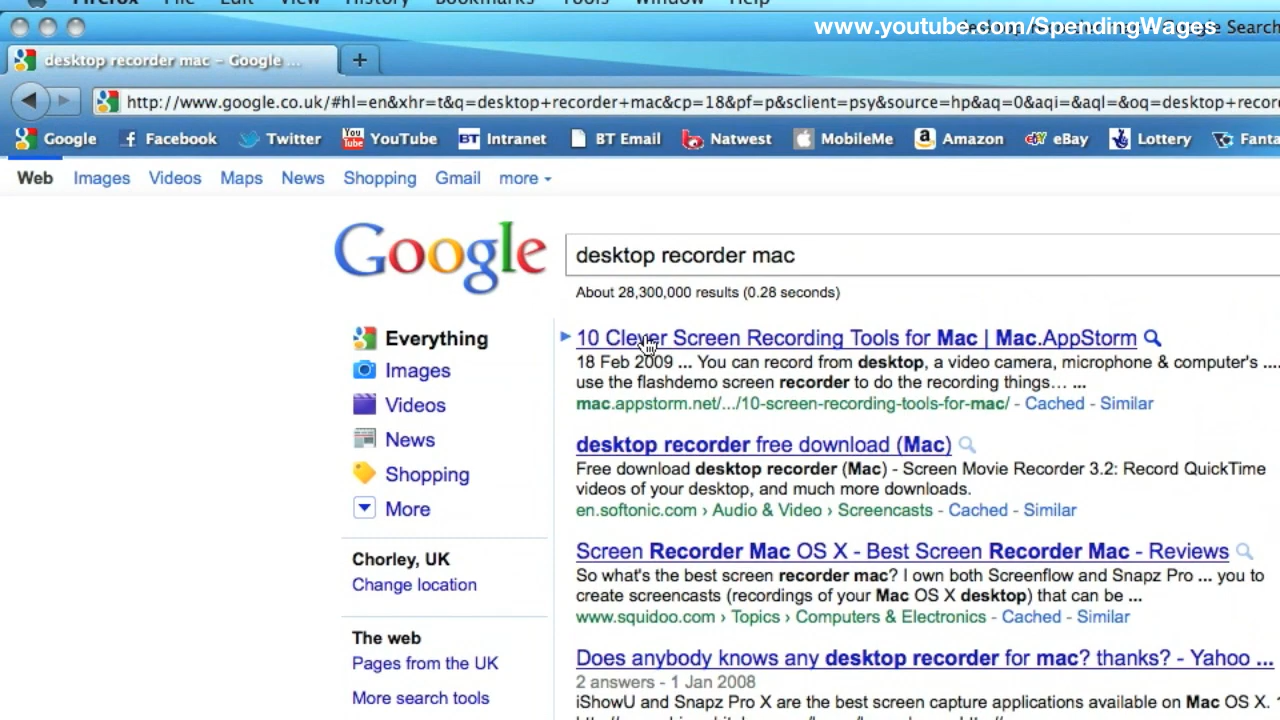 Firefox File Edit View History Bookmarks Tools Window Help
www.youtube.com/SpendingWages
Google Search
desktop recorder mac - Google ...
http://www.google.co.uk/#hl=en&xhr=t&q=desktop+recorder+mac&cp=18&pf=p&sclient=psy&source=hp&aq=0&aqi=&aql=&oq=desktop+recor
Google Facebook Twitter You Tube YouTube BT Intranet BT Email Natwest MobileMe Amazon eBay Lottery Fanta
Web Images Videos Maps News Shopping Gmail more
Google desktop recorder mac
About 28,300,000 results (0.28 seconds)
Everything
Images
Videos
News
Shopping
More
Chorley, UK
Change location
The web
Pages from the UK
More search tools
10 Clever Screen Recording Tools for Mac | Mac.AppStorm
18 Feb 2009 ... You can record from desktop, a video camera, microphone & computer's ....
use the flashdemo screen recorder to do the recording things… ...
mac.appstorm.net/.../10-screen-recording-tools-for-mac/ - Cached - Similar
desktop recorder free download (Mac)
Free download desktop recorder (Mac) - Screen Movie Recorder 3.2: Record QuickTime
videos of your desktop, and much more downloads.
en.softonic.com › Audio & Video › Screencasts - Cached - Similar
Screen Recorder Mac OS X - Best Screen Recorder Mac - Reviews
So what's the best screen recorder mac? I own both Screenflow and Snapz Pro ... you to
create screencasts (recordings of your Mac OS X desktop) that can be ...
www.squidoo.com › Topics › Computers & Electronics - Cached - Similar
Does anybody knows any desktop recorder for mac? thanks? - Yahoo ...
2 answers - 1 Jan 2008
iShowU and Snapz Pro X are the best screen capture applications available on Mac OS X.